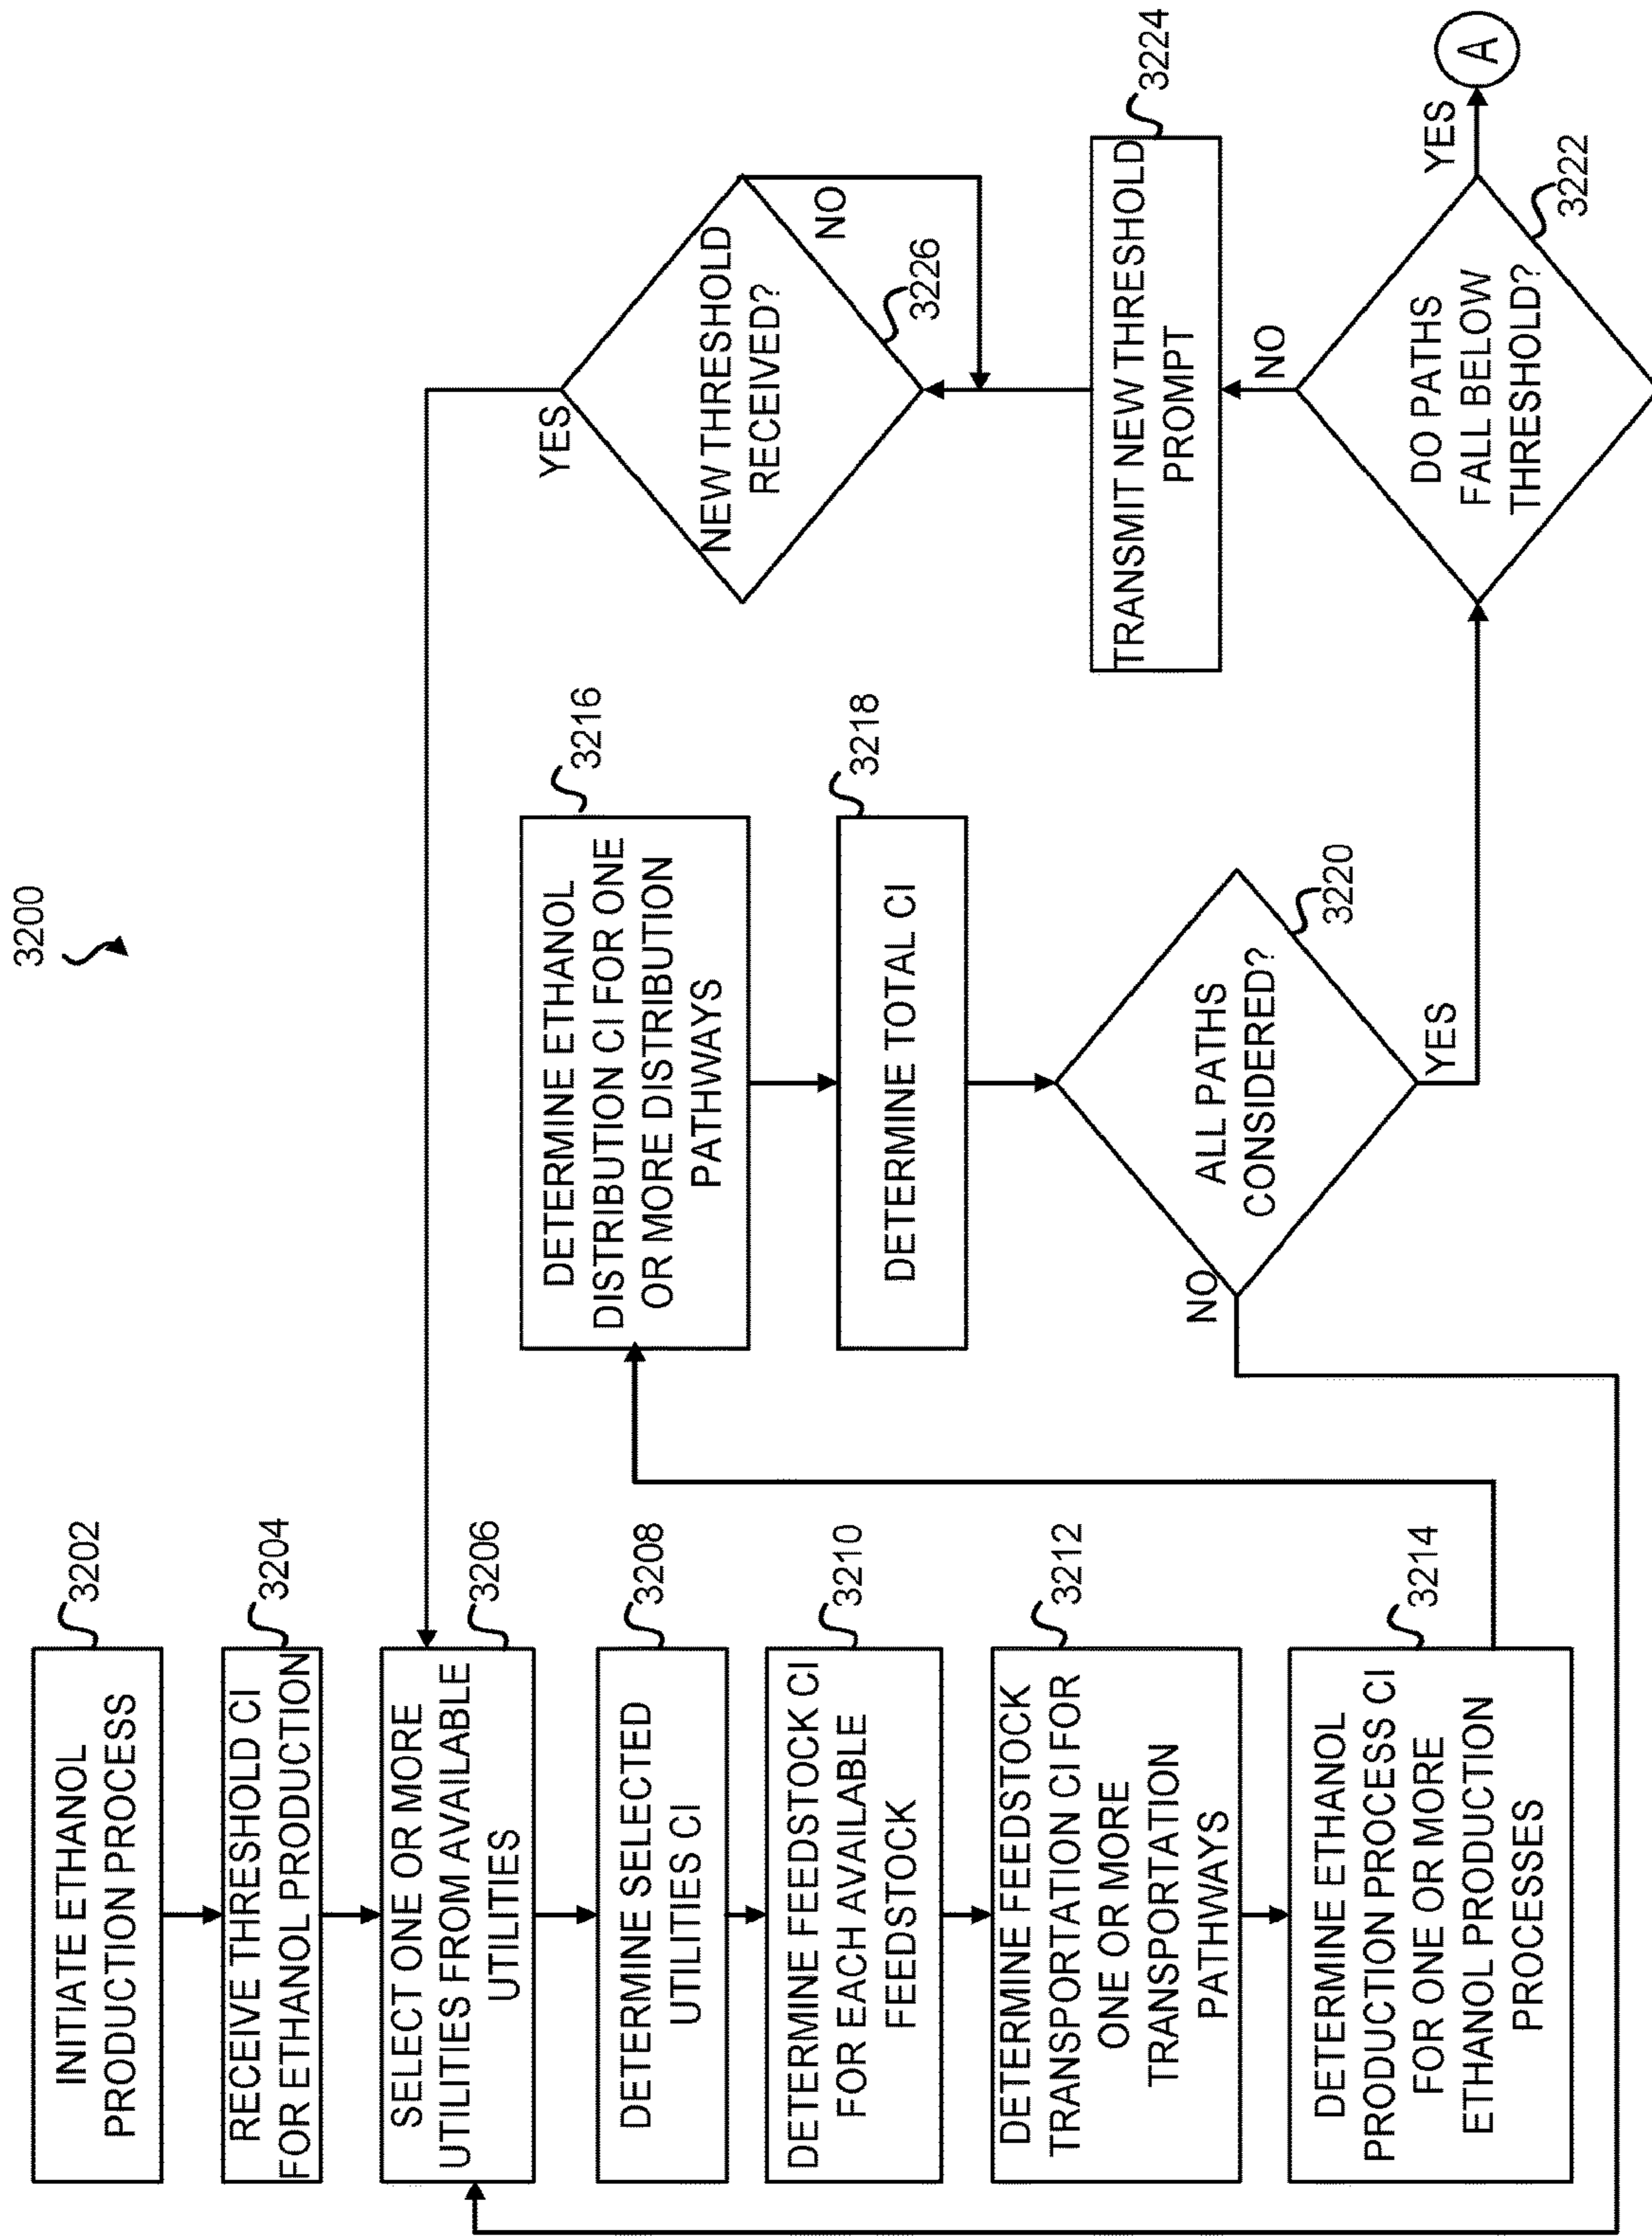 3200
INITIATE ETHANOL
PRODUCTION PROCESS
3202
RECEIVE THRESHOLD CI
FOR ETHANOL PRODUCTION
3204
SELECT ONE OR MORE
UTILITIES FROM AVAILABLE
UTILITIES
3206
DETERMINE SELECTED
UTILITIES CI
3208
DETERMINE FEEDSTOCK CI
FOR EACH AVAILABLE
FEEDSTOCK
3210
DETERMINE FEEDSTOCK
TRANSPORTATION CI FOR
ONE OR MORE
TRANSPORTATION
PATHWAYS
3212
DETERMINE ETHANOL
PRODUCTION PROCESS CI
FOR ONE OR MORE
ETHANOL PRODUCTION
PROCESSES
3214
DETERMINE ETHANOL
DISTRIBUTION CI FOR ONE
OR MORE DISTRIBUTION
PATHWAYS
3216
DETERMINE TOTAL CI
3218
ALL PATHS
CONSIDERED?
3220
NO
YES
DO PATHS
FALL BELOW
THRESHOLD?
3222
NO
YES
A
TRANSMIT NEW THRESHOLD
PROMPT
3224
NEW THRESHOLD
RECEIVED?
3226
YES
NO